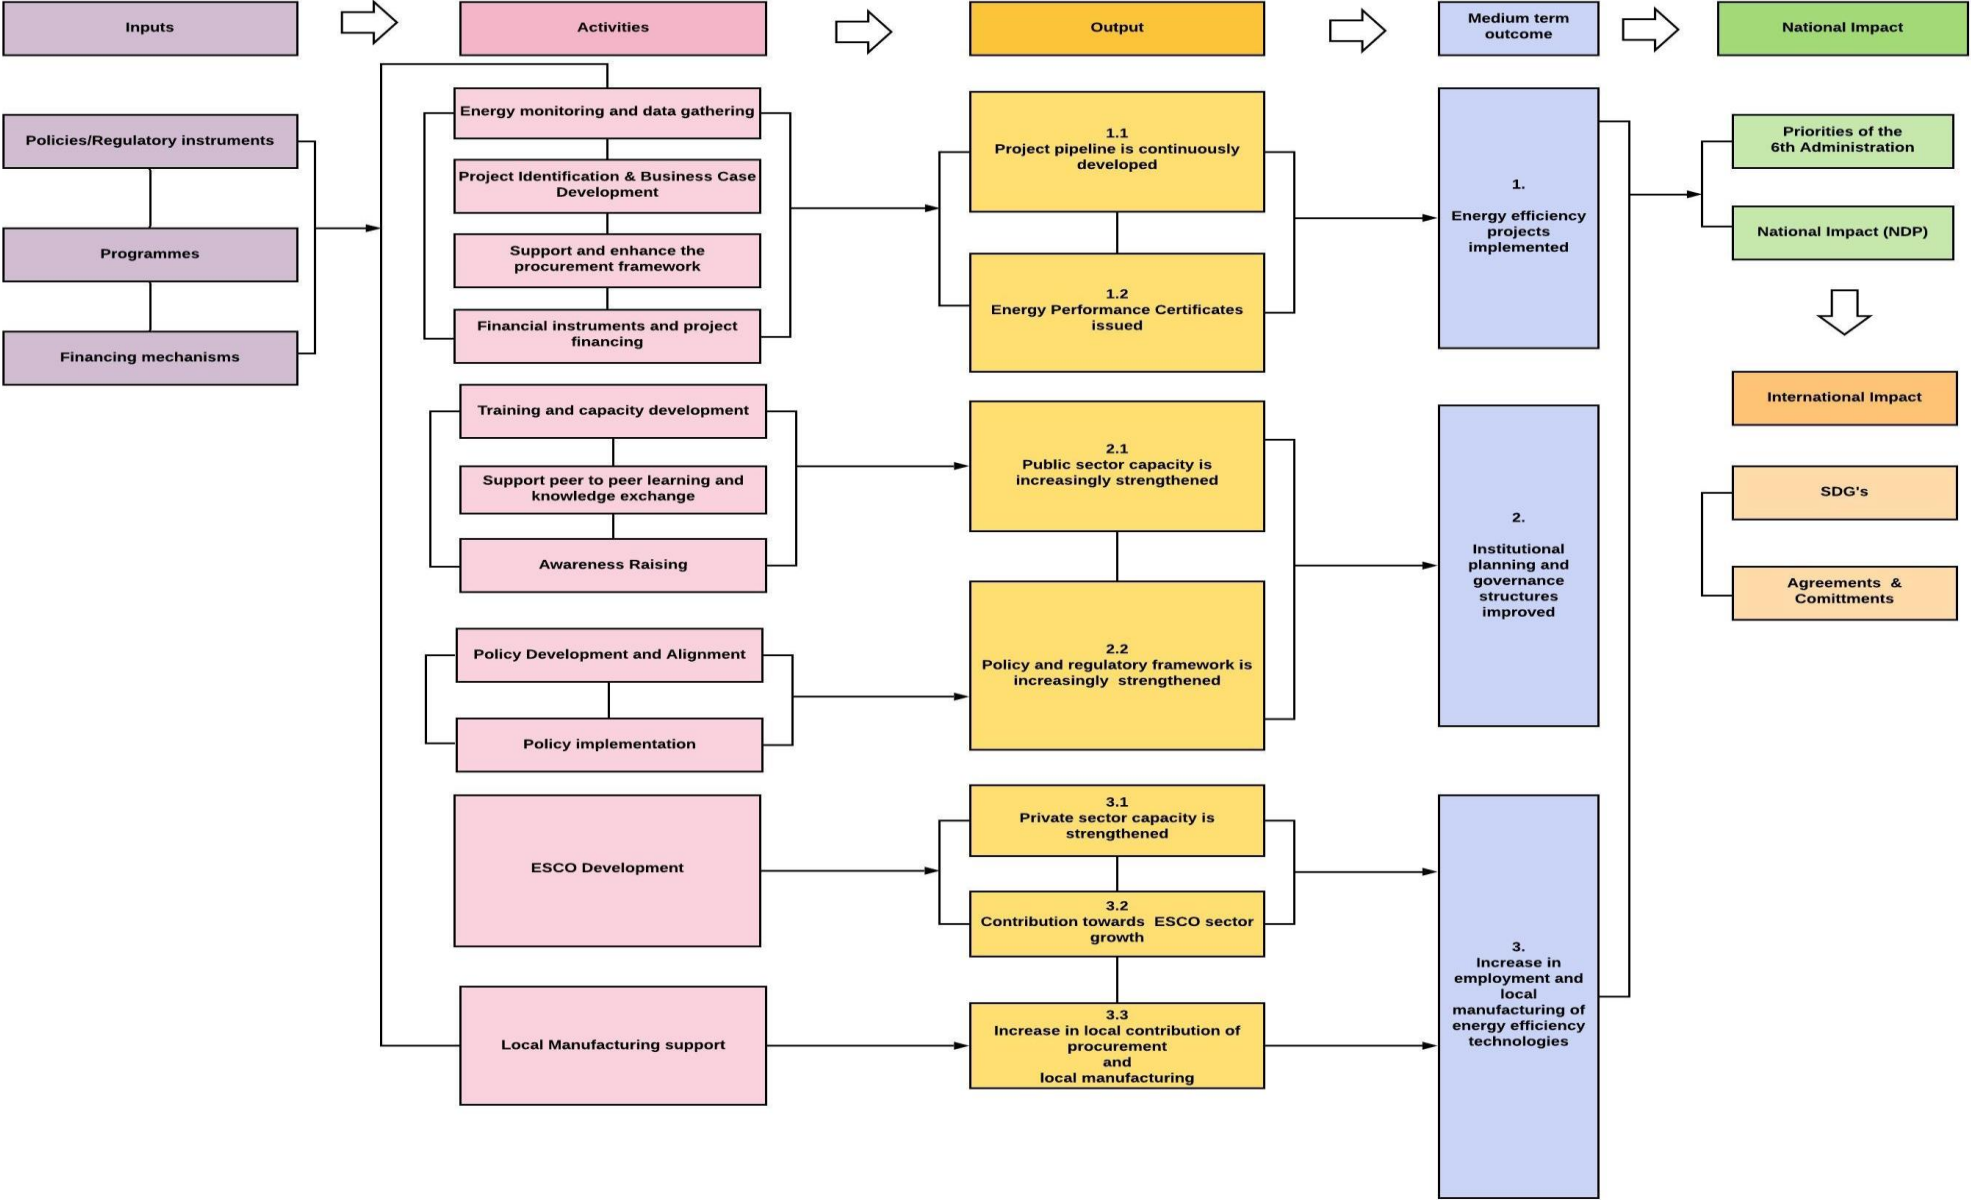 Inputs
Activities
Output
Medium term
outcome
National Impact
Policies/Regulatory instruments
Programmes
Financing mechanisms
Energy monitoring and data gathering
Project Identification & Business Case
Development
Support and enhance the
procurement framework
Financial instruments and project
financing
Training and capacity development
Support peer to peer learning and
knowledge exchange
Awareness Raising
Policy Development and Alignment
Policy implementation
ESCO Development
Local Manufacturing support
1.1
Project pipeline is continuously
developed
1.2
Energy Performance Certificates
issued
2.1
Public sector capacity is
increasingly strengthened
2.2
Policy and regulatory framework is
increasingly strengthened
3.1
Private sector capacity is
strengthened
3.2
Contribution towards ESCO sector
growth
3.3
Increase in local contribution of
procurement
and
local manufacturing
1.
Energy efficiency
projects
implemented
2.
Institutional
planning and
governance
structures
improved
3.
Increase in
employment and
local
manufacturing of
energy efficiency
technologies
Priorities of the
6th Administration
National Impact (NDP)
International Impact
SDG's
Agreements &
Comittments